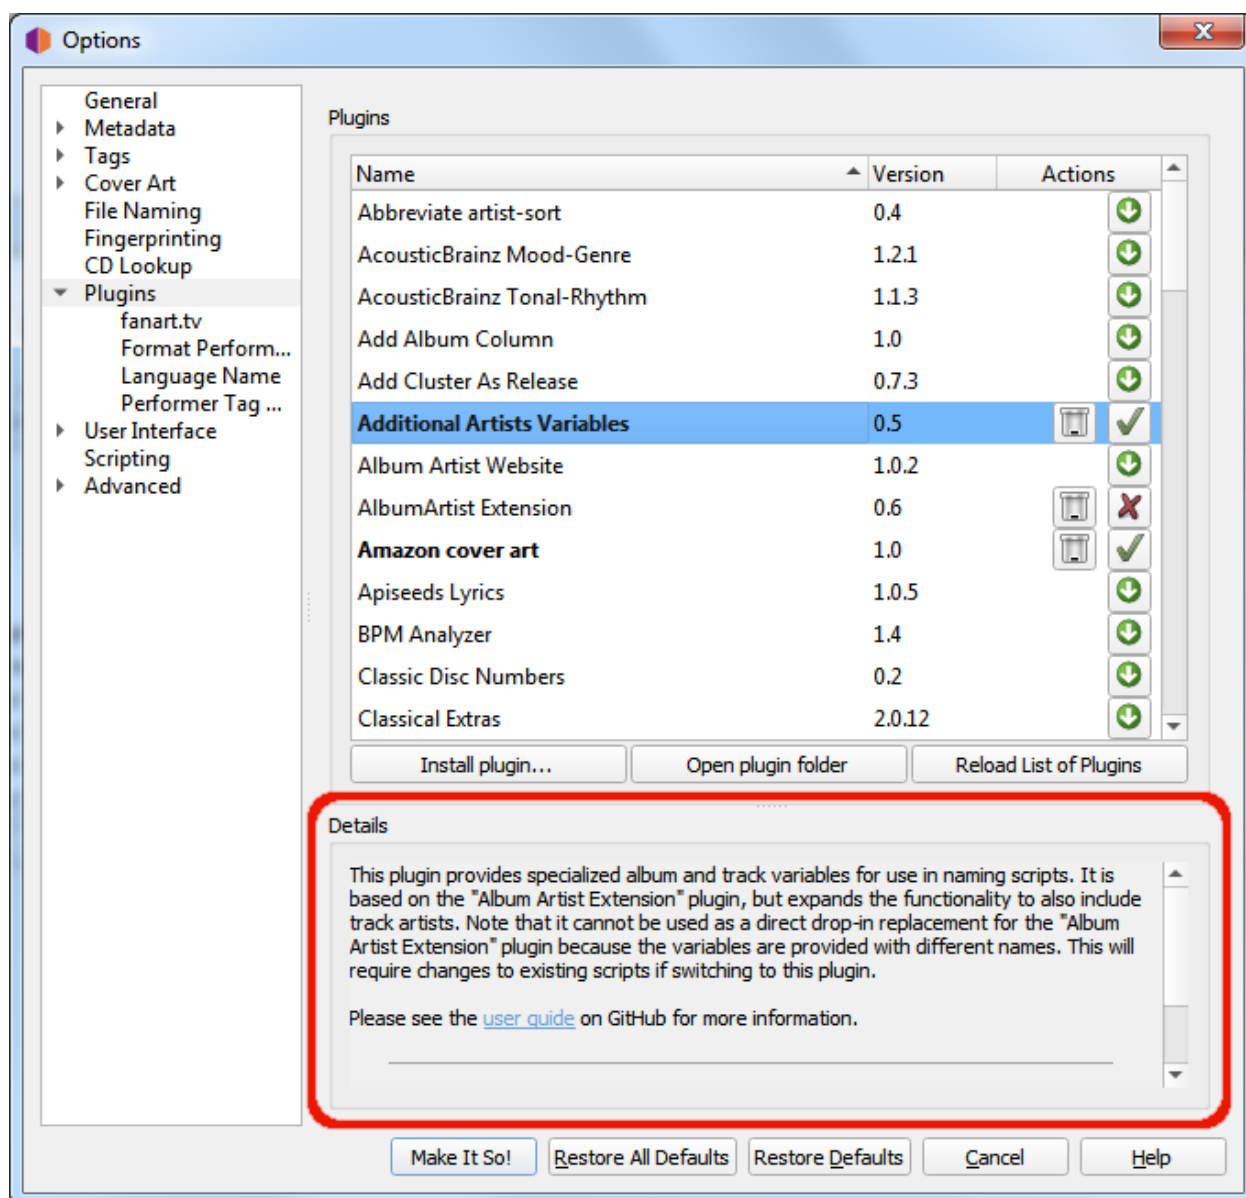 Options
General
Metadata
Tags
Cover Art
File Naming
Fingerprinting
CD Lookup
Plugins
fanart.tv
Format Perform...
Language Name
Performer Tag ...
User Interface
Scripting
Advanced
Plugins
Name Version Actions
Abbreviate artist-sort 0.4
AcousticBrainz Mood-Genre 1.2.1
AcousticBrainz Tonal-Rhythm 1.1.3
Add Album Column 1.0
Add Cluster As Release 0.7.3
Additional Artists Variables 0.5
Album Artist Website 1.0.2
AlbumArtist Extension 0.6
Amazon cover art 1.0
Apiseeds Lyrics 1.0.5
BPM Analyzer 1.4
Classic Disc Numbers 0.2
Classical Extras 2.0.12
Install plugin... Open plugin folder Reload List of Plugins
Details
This plugin provides specialized album and track variables for use in naming scripts. It is
based on the "Album Artist Extension" plugin, but expands the functionality to also include
track artists. Note that it cannot be used as a direct drop-in replacement for the "Album
Artist Extension" plugin because the variables are provided with different names. This will
require changes to existing scripts if switching to this plugin.
Please see the user guide on GitHub for more information.
Make It So! Restore All Defaults Restore Defaults Cancel Help